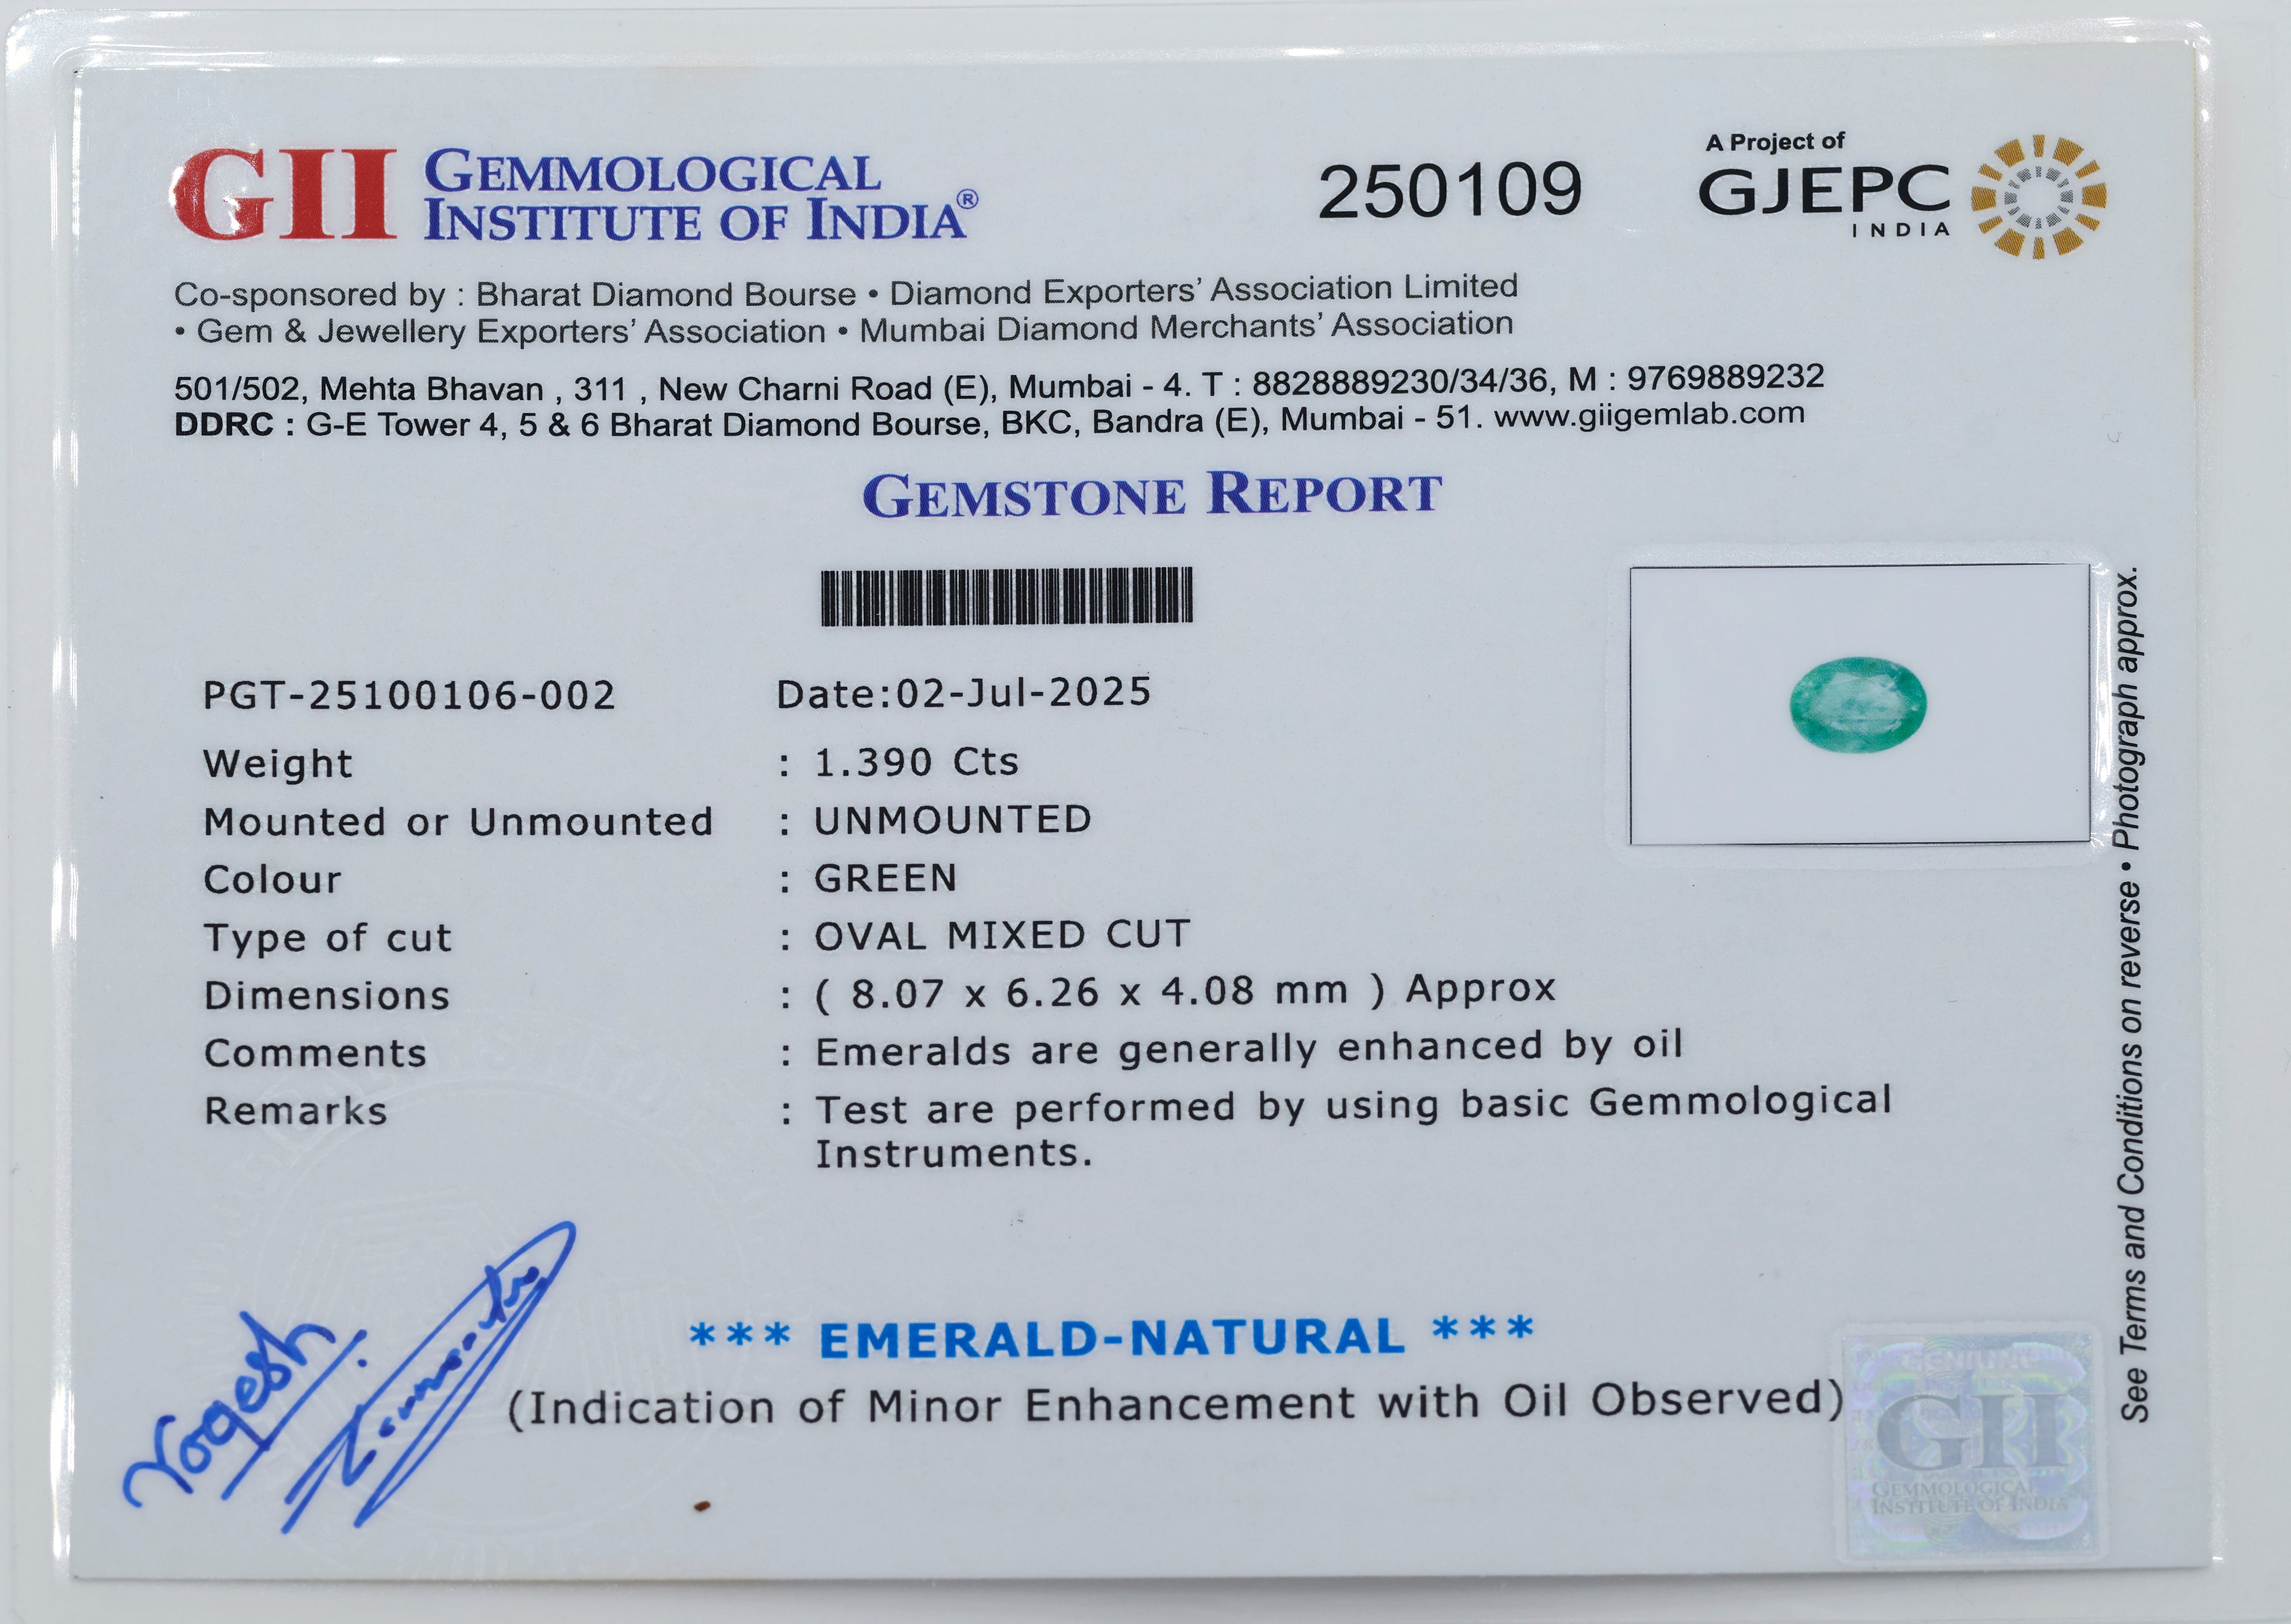 GII GEMMOLOGICAL
INSTITUTE OF INDIA®
250109
A Project of
GJEPC
INDIA
Co-sponsored by : Bharat Diamond Bourse • Diamond Exporters' Association Limited
• Gem & Jewellery Exporters' Association • Mumbai Diamond Merchants' Association
501/502, Mehta Bhavan , 311 , New Charni Road (E), Mumbai - 4. T : 8828889230/34/36, M : 9769889232
DDRC : G-E Tower 4, 5 & 6 Bharat Diamond Bourse, BKC, Bandra (E), Mumbai - 51. www.giigemlab.com
GEMSTONE REPORT
PGT-25100106-002 Date:02-Jul-2025
Weight : 1.390 Cts
Mounted or Unmounted : UNMOUNTED
Colour : GREEN
Type of cut : OVAL MIXED CUT
Dimensions : ( 8.07 x 6.26 x 4.08 mm ) Approx
Comments : Emeralds are generally enhanced by oil
Remarks : Test are performed by using basic Gemmological
Instruments.
*** EMERALD-NATURAL ***
(Indication of Minor Enhancement with Oil Observed)
Yogesh
See Terms and Conditions on reverse • Photograph approx.
GENUINE
GII
GEMMOLOGICAL
INSTITUTE OF INDIA